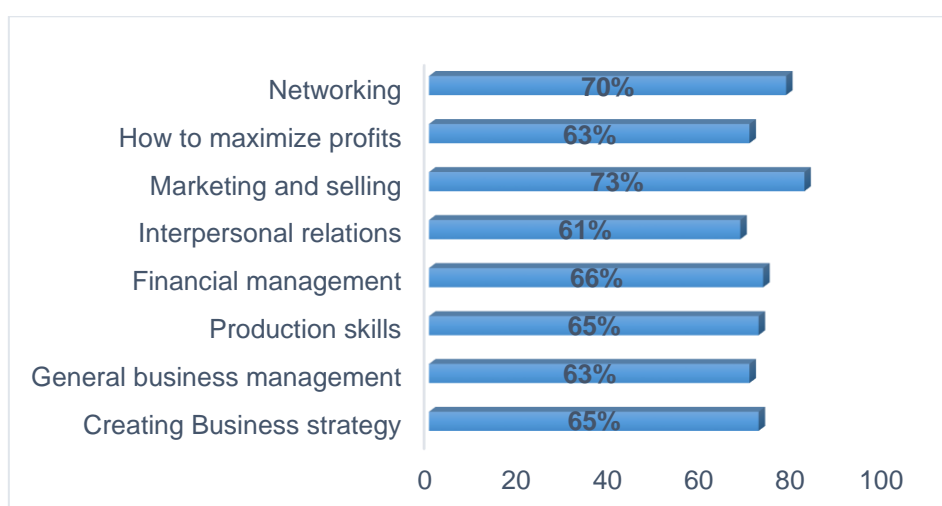 Networking 70%
How to maximize profits 63%
Marketing and selling 73%
Interpersonal relations 61%
Financial management 66%
Production skills 65%
General business management 63%
Creating Business strategy 65%
0 20 40 60 80 100